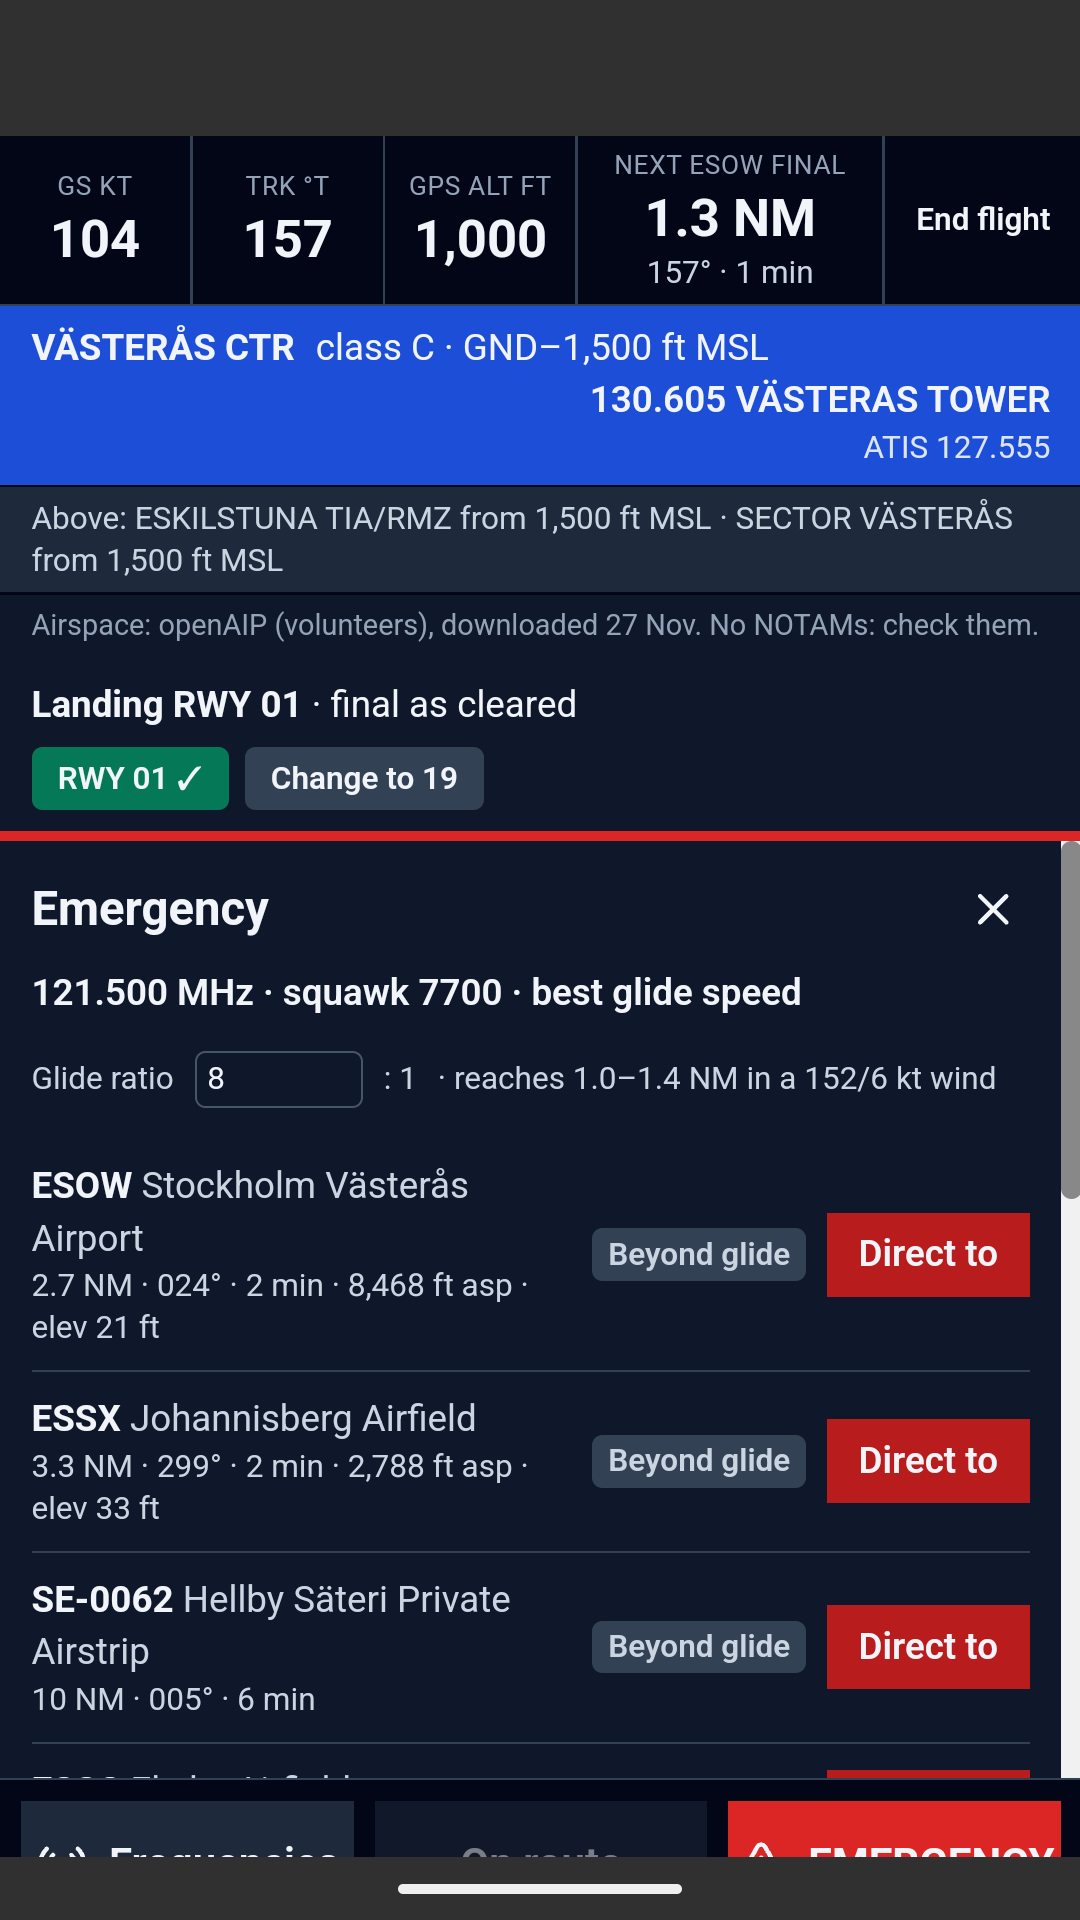 GS KT
104
TRK °T
157
GPS ALT FT
1,000
NEXT ESOW FINAL
1.3 NM
157° · 1 min
End flight
VÄSTERÅS CTR class C · GND–1,500 ft MSL
130.605 VÄSTERAS TOWER
ATIS 127.555
Above: ESKILSTUNA TIA/RMZ from 1,500 ft MSL · SECTOR VÄSTERÅS
from 1,500 ft MSL
Airspace: openAIP (volunteers), downloaded 27 Nov. No NOTAMs: check them.
Landing RWY 01 · final as cleared
RWY 01 ✓
Change to 19
Emergency
121.500 MHz · squawk 7700 · best glide speed
Glide ratio 8 : 1 · reaches 1.0–1.4 NM in a 152/6 kt wind
ESOW Stockholm Västerås
Airport
2.7 NM · 024° · 2 min · 8,468 ft asp ·
elev 21 ft
Beyond glide
Direct to
ESSX Johannisberg Airfield
3.3 NM · 299° · 2 min · 2,788 ft asp ·
elev 33 ft
Beyond glide
Direct to
SE-0062 Hellby Säteri Private
Airstrip
10 NM · 005° · 6 min
Beyond glide
Direct to
Frequencies
On route
EMERGENCY